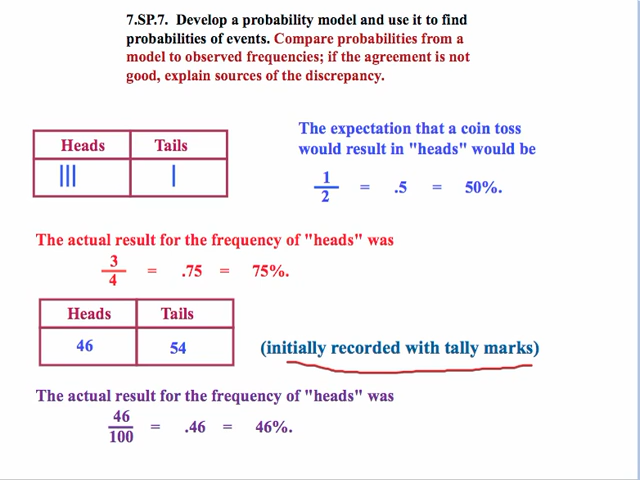 7.SP.7. Develop a probability model and use it to find
probabilities of events. Compare probabilities from a
model to observed frequencies; if the agreement is not
good, explain sources of the discrepancy.
Heads Tails
||| |
The expectation that a coin toss
would result in "heads" would be
1/2 = .5 = 50%.
The actual result for the frequency of "heads" was
3/4 = .75 = 75%.
Heads Tails
46 54
(initially recorded with tally marks)
The actual result for the frequency of "heads" was
46/100 = .46 = 46%.